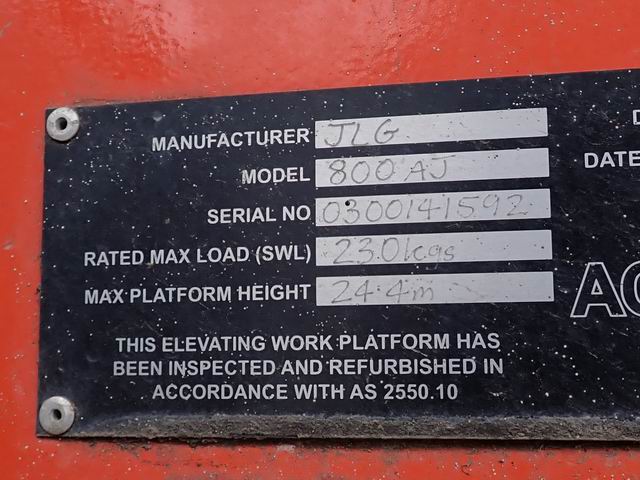 MANUFACTURER JLG
MODEL 800 AJ
SERIAL NO 0300141592
RATED MAX LOAD (SWL) 230kgs
MAX PLATFORM HEIGHT 24.4m
THIS ELEVATING WORK PLATFORM HAS
BEEN INSPECTED AND REFURBISHED IN
ACCORDANCE WITH AS 2550.10
D
DATE
AC